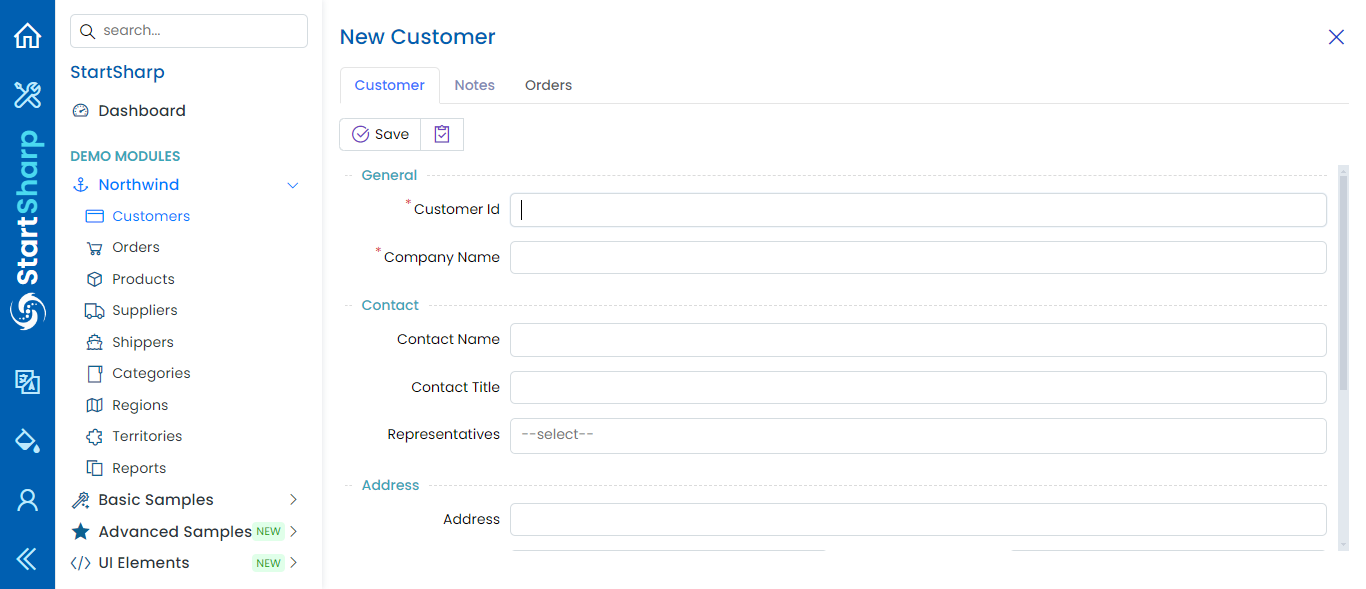 StartSharp
search...
StartSharp
Dashboard
DEMO MODULES
Northwind
Customers
Orders
Products
Suppliers
Shippers
Categories
Regions
Territories
Reports
Basic Samples
Advanced Samples NEW
UI Elements NEW
New Customer
Customer Notes Orders
Save
General
*Customer Id
*Company Name
Contact
Contact Name
Contact Title
Representatives --select--
Address
Address